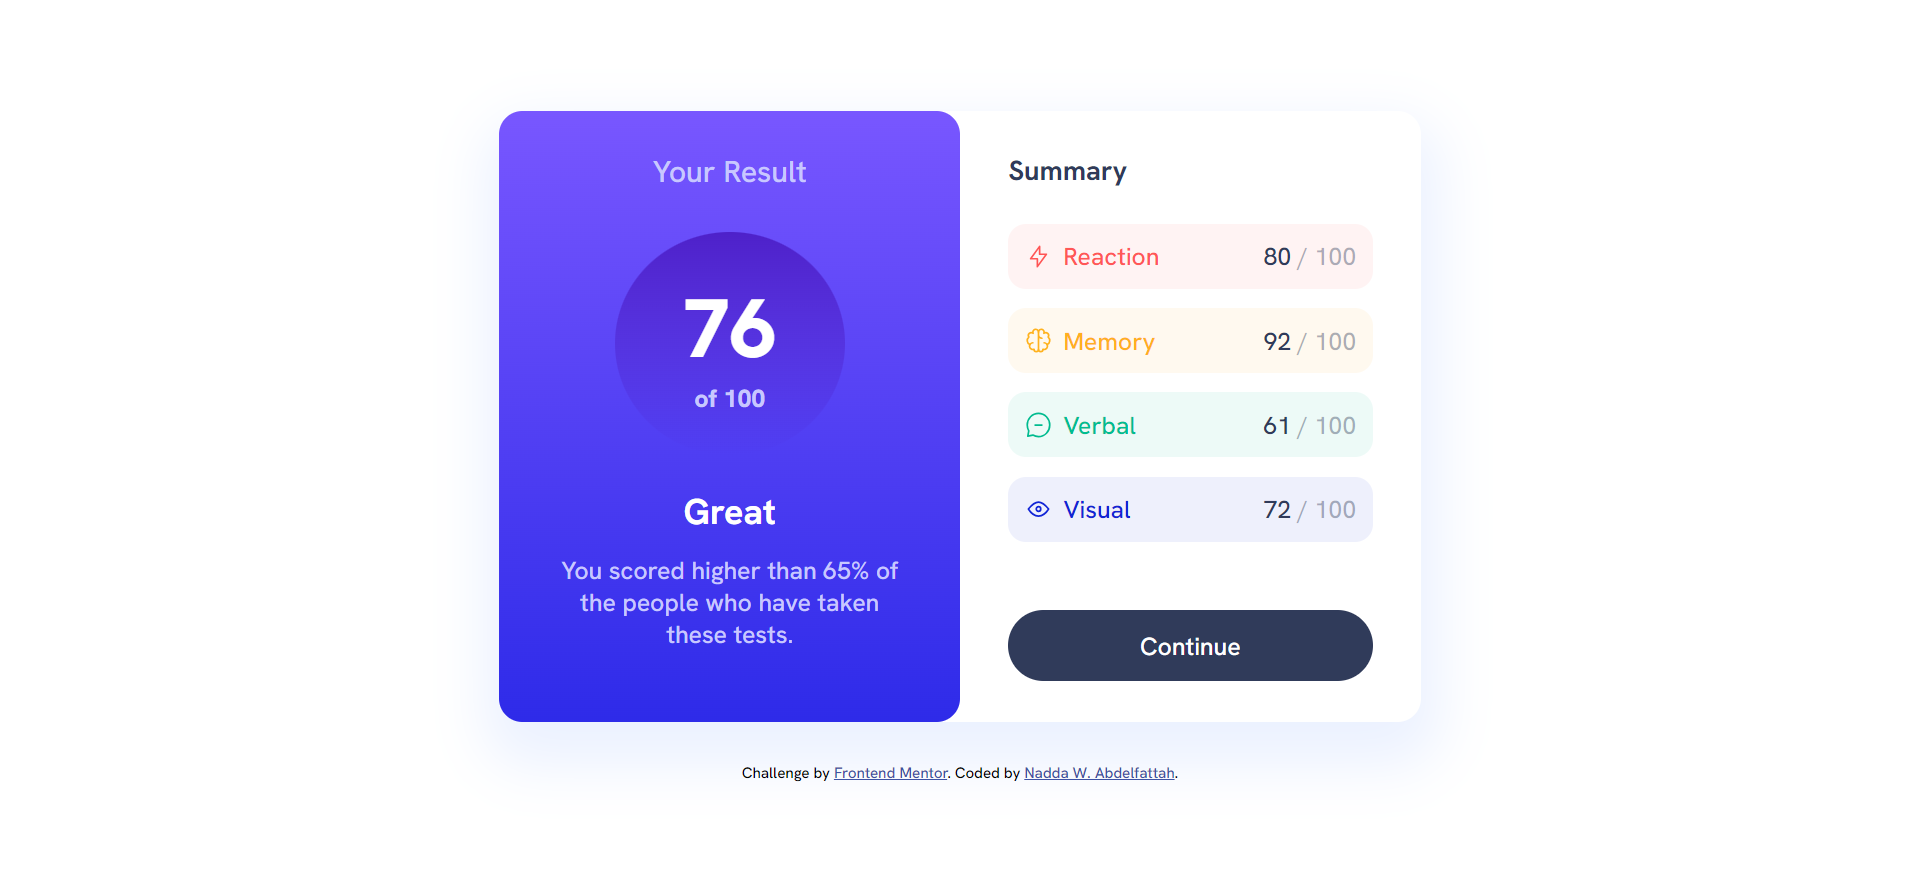 Your Result
76
of 100
Great
You scored higher than 65% of
the people who have taken
these tests.
Summary
Reaction 80 / 100
Memory 92 / 100
Verbal 61 / 100
Visual 72 / 100
Continue
Challenge by Frontend Mentor. Coded by Nadda W. Abdelfattah.